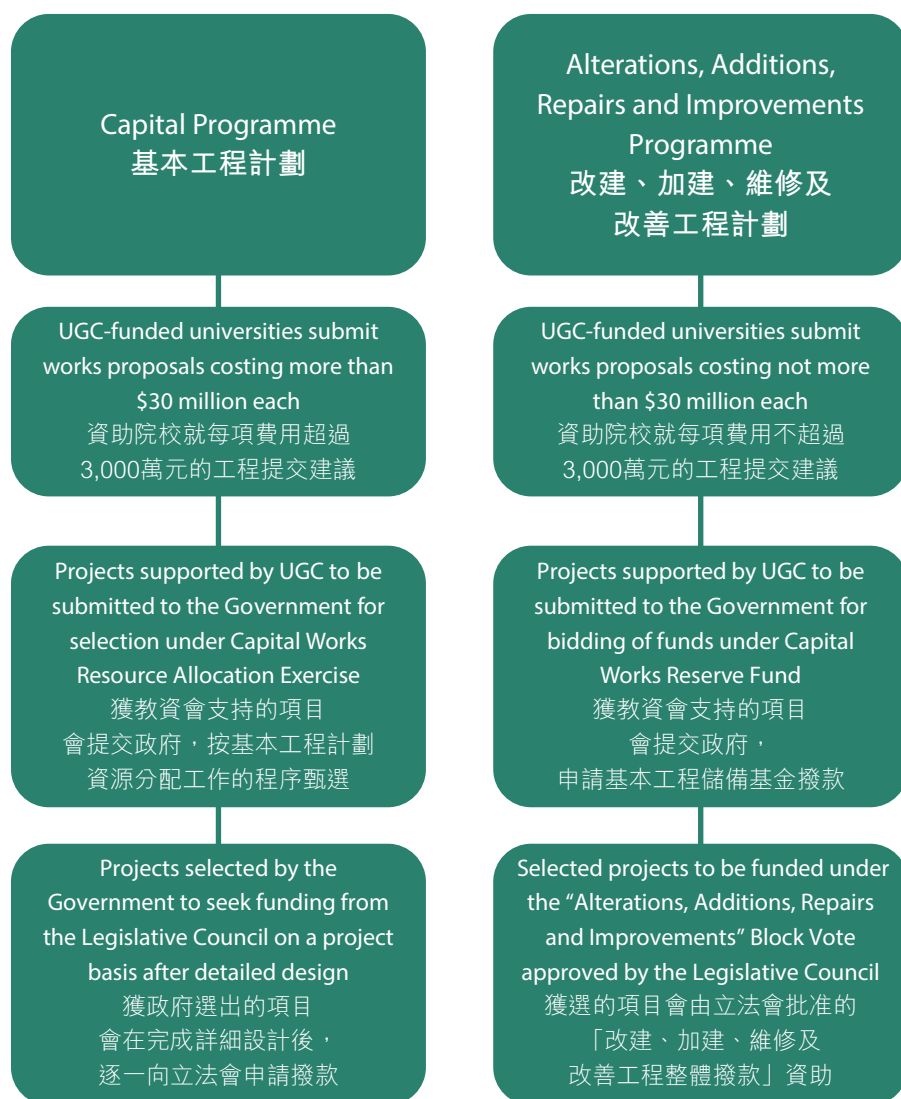 Capital Programme
基本工程計劃
UGC-funded universities submit
works proposals costing more than
$30 million each
資助院校就每項費用超過
3,000萬元的工程提交建議
Projects supported by UGC to be
submitted to the Government for
selection under Capital Works
Resource Allocation Exercise
獲教資會支持的項目
會提交政府，按基本工程計劃
資源分配工作的程序甄選
Projects selected by the
Government to seek funding from
the Legislative Council on a project
basis after detailed design
獲政府選出的項目
會在完成詳細設計後，
逐一向立法會申請撥款
Alterations, Additions,
Repairs and Improvements
Programme
改建、加建、維修及
改善工程計劃
UGC-funded universities submit
works proposals costing not more
than $30 million each
資助院校就每項費用不超過
3,000萬元的工程提交建議
Projects supported by UGC to be
submitted to the Government for
bidding of funds under Capital
Works Reserve Fund
獲教資會支持的項目
會提交政府，
申請基本工程儲備基金撥款
Selected projects to be funded under
the “Alterations, Additions, Repairs
and Improvements” Block Vote
approved by the Legislative Council
獲選的項目會由立法會批准的
「改建、加建、維修及
改善工程整體撥款」資助